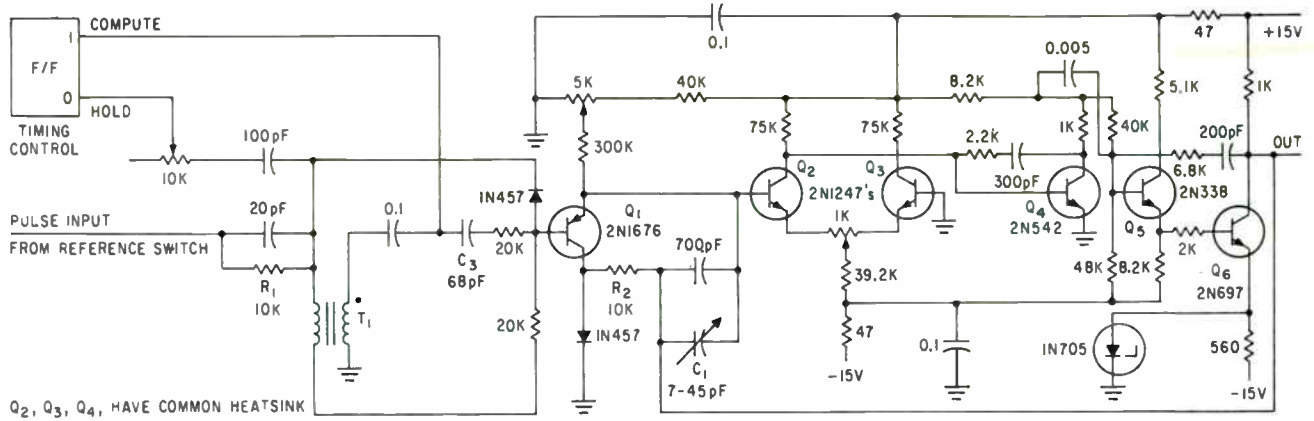 COMPUTE
1
F/F
0
HOLD
TIMING
CONTROL
10K
100pF
PULSE INPUT
FROM REFERENCE SWITCH
20pF
R1
10K
T1
0.1
C3
68pF
20K
IN457
20K
Q1
2N1676
IN457
0.1
5K
300K
40K
R2
10K
700pF
C1
7-45pF
75K
Q2
2N1247's
Q3
75K
1K
39.2K
47
-15V
0.1
8.2K
0.005
2.2K
300pF
1K
Q4
2N542
40K
5.1K
47
+15V
1K
200pF
OUT
6.8K
2N338
Q5
48K
8.2K
2K
Q6
2N697
IN705
560
-15V
Q2, Q3, Q4, HAVE COMMON HEATSINK